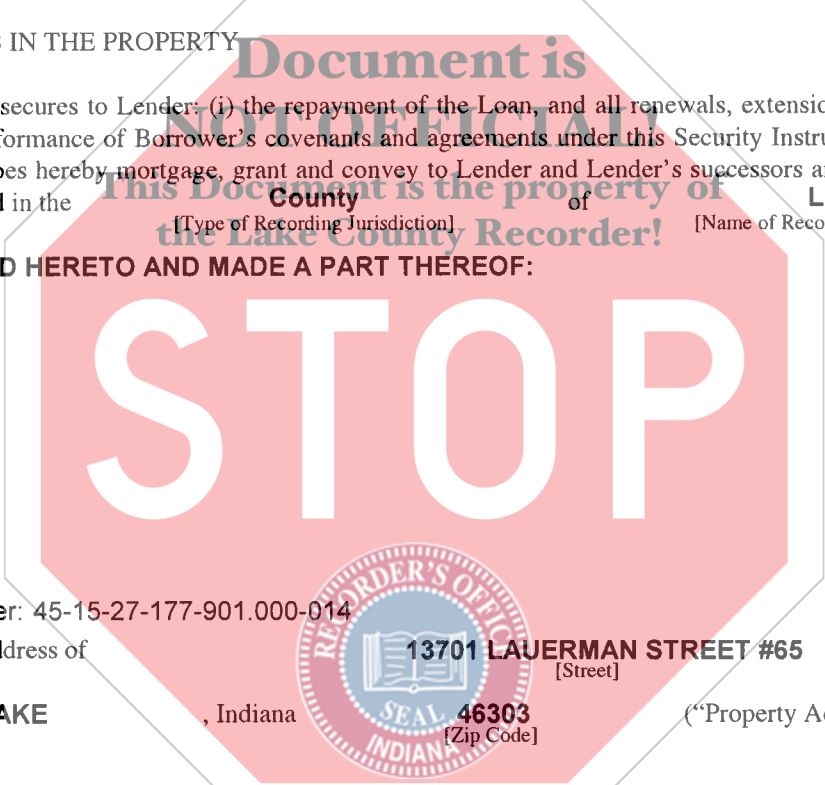 S IN THE PROPERTY
Document is
secures to Lender: (i) the repayment of the Loan, and all renewals, extensio
NOT OFFICIAL!
formance of Borrower's covenants and agreements under this Security Instru
oes hereby mortgage, grant and convey to Lender and Lender's successors a
This Document is the property of
d in the County of L
[Type of Recording Jurisdiction] [Name of Reco
the Lake County Recorder!
D HERETO AND MADE A PART THEREOF:
STOP
er: 45-15-27-177-901.000-014
ddress of 13701 LAUERMAN STREET #65
[Street]
AKE , Indiana 46303 ("Property A
[Zip Code]
RECORDER'S OFFIC
SEAL
INDIANA